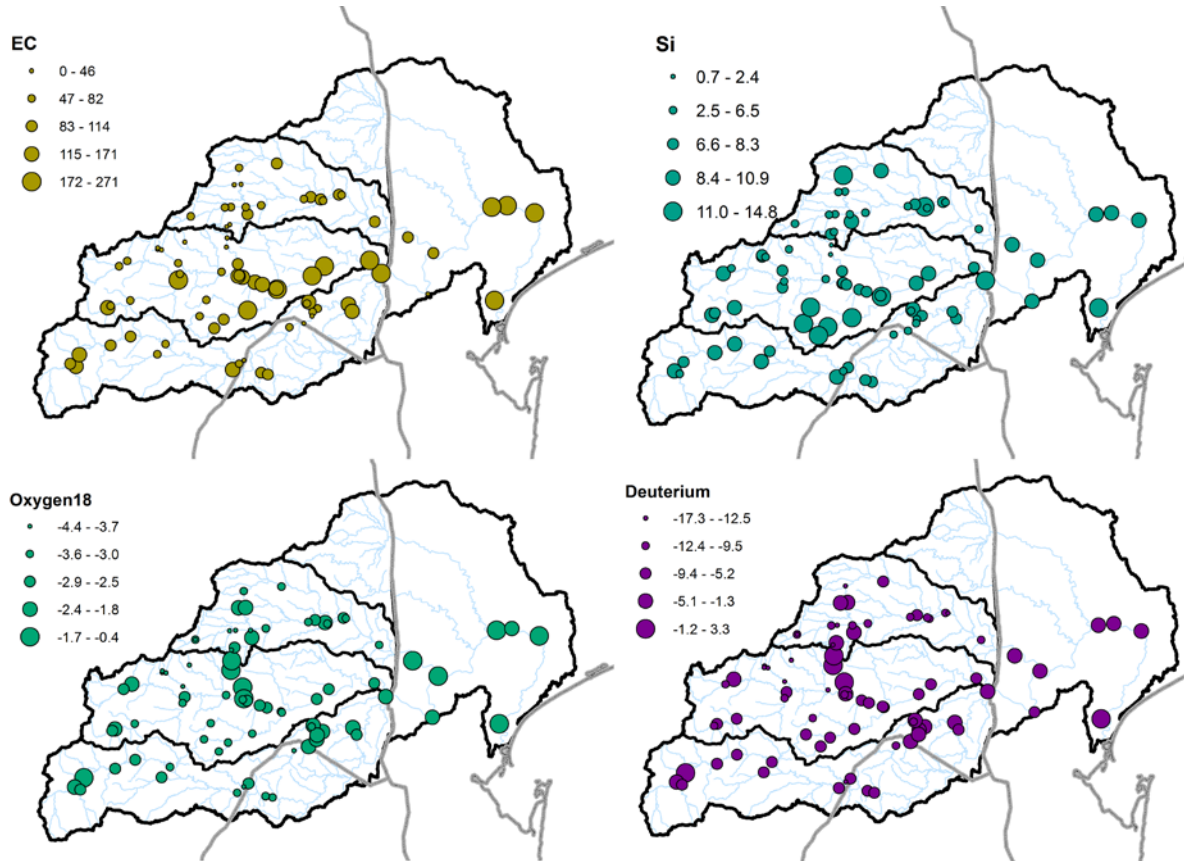 EC
0 - 46
47 - 82
83 - 114
115 - 171
172 - 271
Si
0.7 - 2.4
2.5 - 6.5
6.6 - 8.3
8.4 - 10.9
11.0 - 14.8
Oxygen18
-4.4 - -3.7
-3.6 - -3.0
-2.9 - -2.5
-2.4 - -1.8
-1.7 - -0.4
Deuterium
-17.3 - -12.5
-12.4 - -9.5
-9.4 - -5.2
-5.1 - -1.3
-1.2 - 3.3